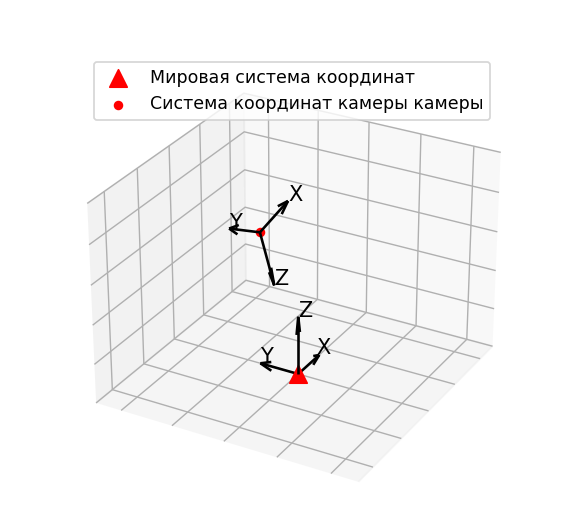 Мировая система координат
Система координат камеры камеры
X
Y
Z
Z
X
Y